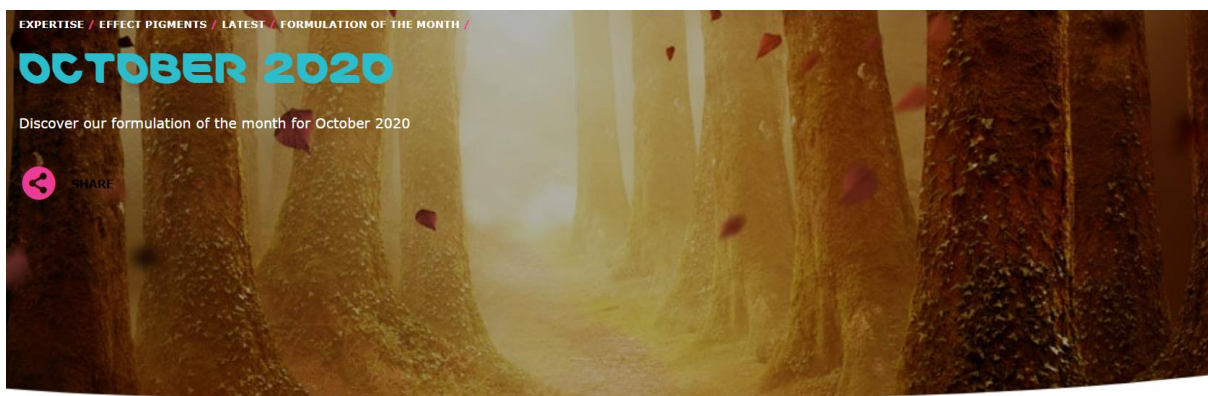 EXPERTISE / EFFECT PIGMENTS / LATEST / FORMULATION OF THE MONTH /
OCTOBER 2020
Discover our formulation of the month for October 2020
SHARE